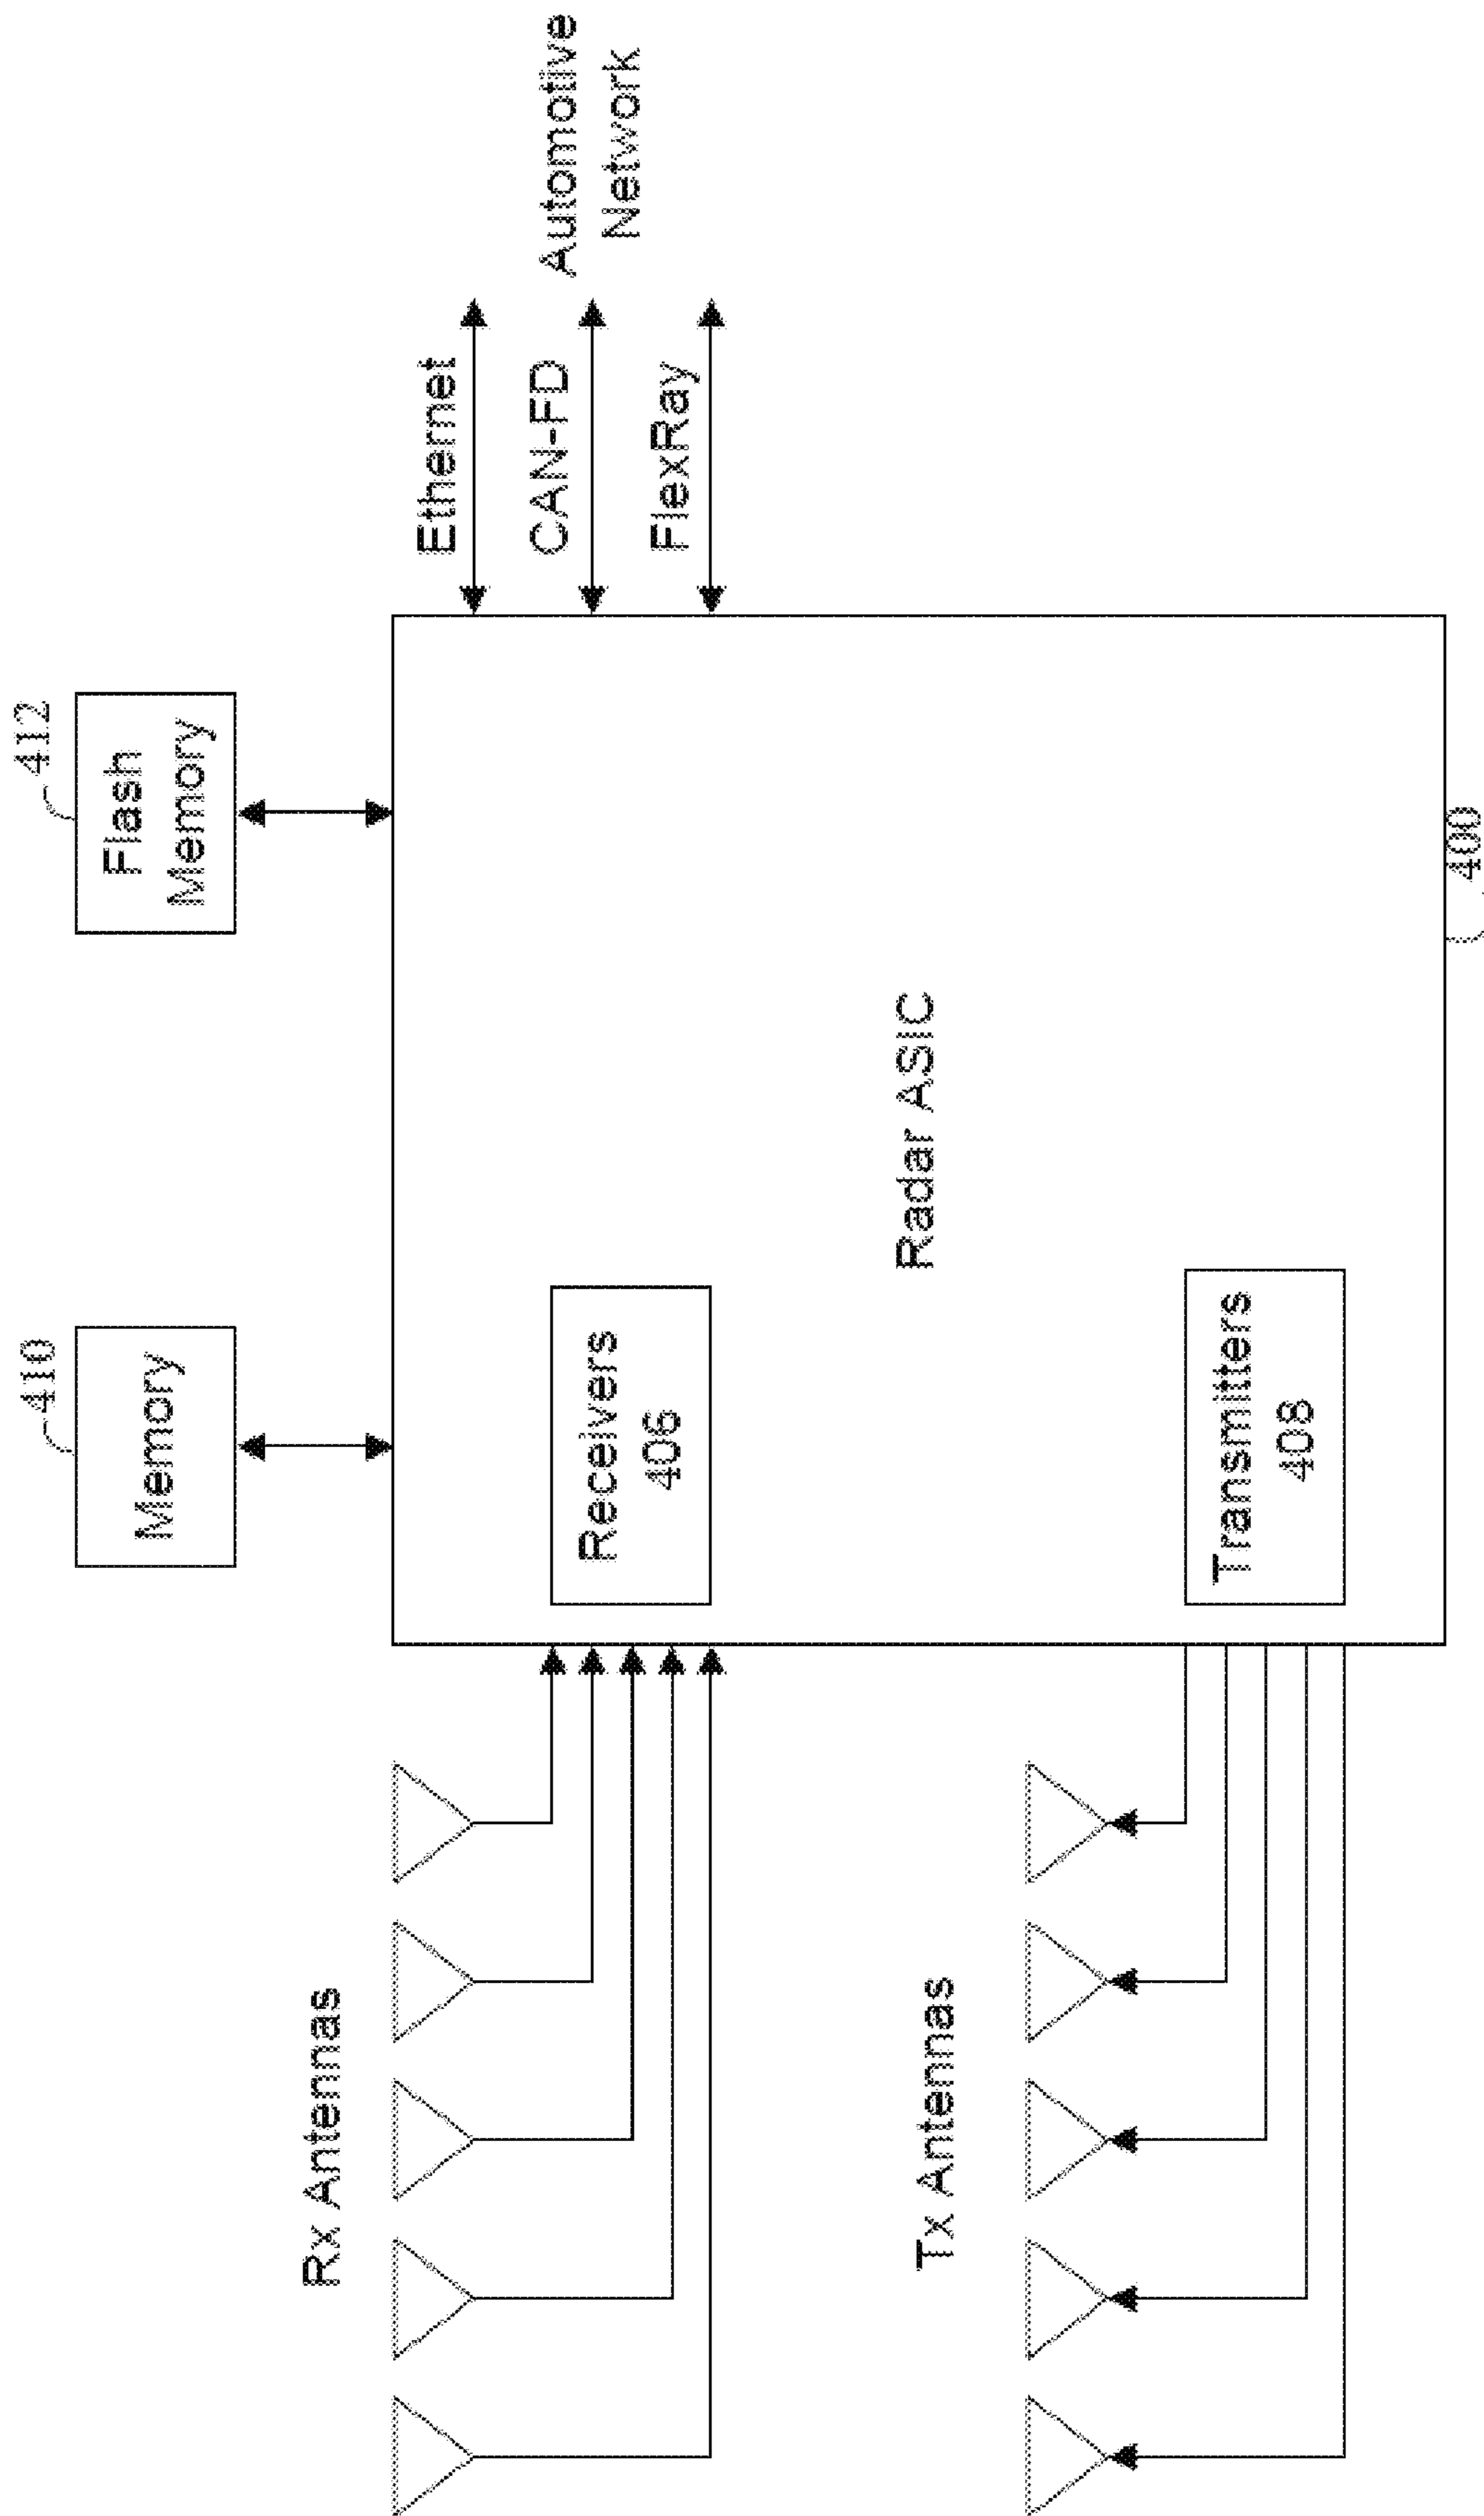 410
Memory
412
Flash
Memory
Rx Antennas
Receivers
406
Ethernet
CAN-FD
FlexRay
Automotive
Network
Radar ASIC
Tx Antennas
Transmitters
408
400